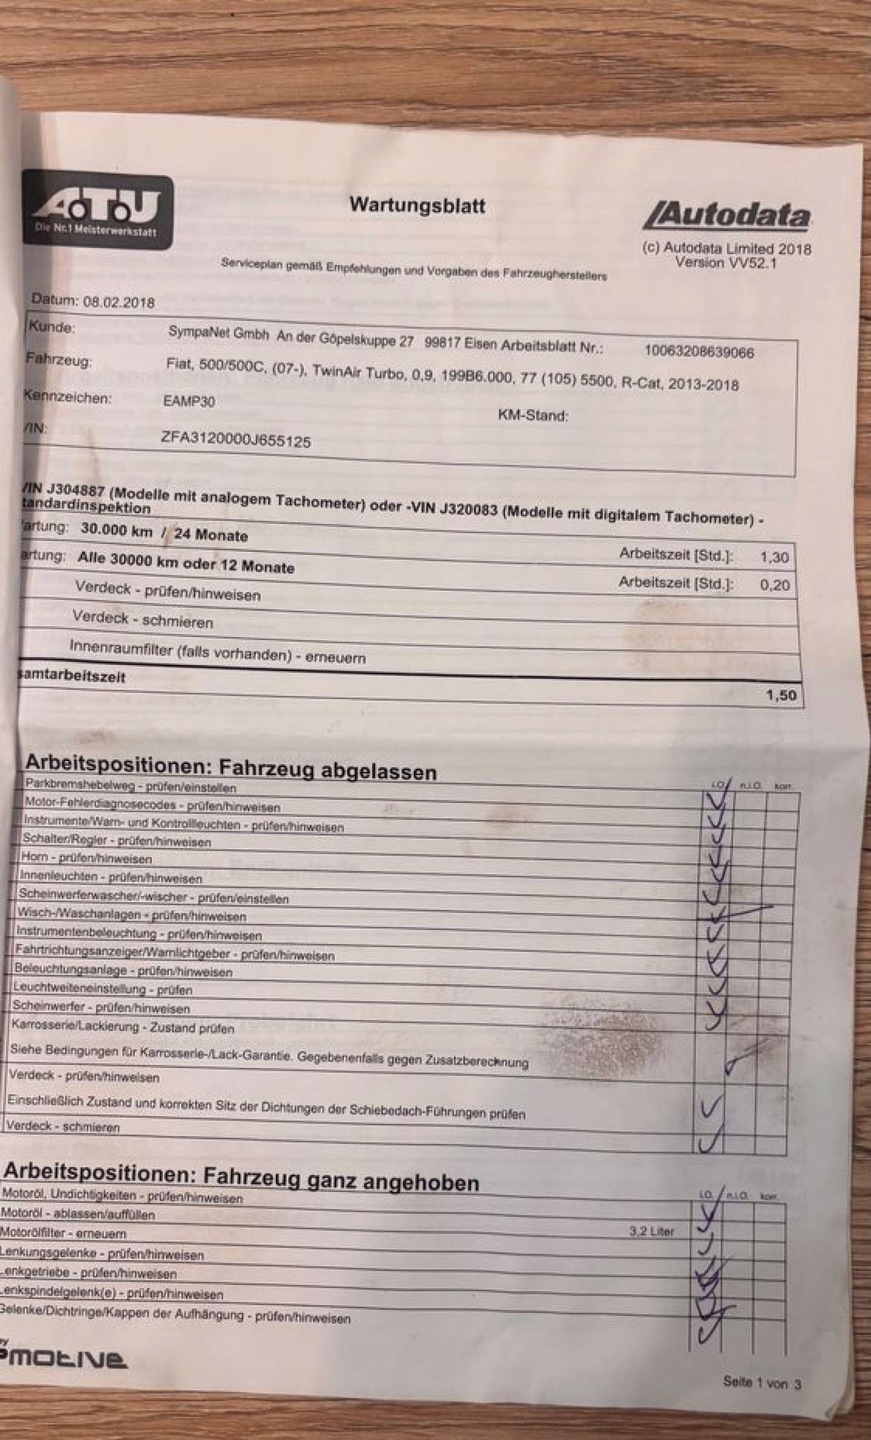 A.T.U
Die Nr.1 Meisterwerkstatt
Wartungsblatt
Autodata
(c) Autodata Limited 2018
Version VV52.1
Serviceplan gemäß Empfehlungen und Vorgaben des Fahrzeugherstellers
Datum: 08.02.2018
Kunde: SympaNet Gmbh An der Göpelskuppe 27 99817 Eisen Arbeitsblatt Nr.: 10063208639066
Fahrzeug: Fiat, 500/500C, (07-), TwinAir Turbo, 0,9, 199B6.000, 77 (105) 5500, R-Cat, 2013-2018
Kennzeichen: EAMP30 KM-Stand:
/IN: ZFA3120000J655125
/IN J304887 (Modelle mit analogem Tachometer) oder -VIN J320083 (Modelle mit digitalem Tachometer) -
tandardinspektion
artung: 30.000 km / 24 Monate Arbeitszeit [Std.]: 1,30
artung: Alle 30000 km oder 12 Monate Arbeitszeit [Std.]: 0,20
Verdeck - prüfen/hinweisen
Verdeck - schmieren
Innenraumfilter (falls vorhanden) - erneuern
samtarbeitszeit 1,50
Arbeitspositionen: Fahrzeug abgelassen
i.O. n.i.O. korr.
Parkbremshebelweg - prüfen/einstellen
Motor-Fehlerdiagnosecodes - prüfen/hinweisen
Instrumente/Warn- und Kontrollleuchten - prüfen/hinweisen
Schalter/Regler - prüfen/hinweisen
Horn - prüfen/hinweisen
Innenleuchten - prüfen/hinweisen
Scheinwerferwascher/-wischer - prüfen/einstellen
Wisch-/Waschanlagen - prüfen/hinweisen
Instrumentenbeleuchtung - prüfen/hinweisen
Fahrtrichtungsanzeiger/Warnlichtgeber - prüfen/hinweisen
Beleuchtungsanlage - prüfen/hinweisen
Leuchtweiteneinstellung - prüfen
Scheinwerfer - prüfen/hinweisen
Karrosserie/Lackierung - Zustand prüfen
Siehe Bedingungen für Karrosserie-/Lack-Garantie. Gegebenenfalls gegen Zusatzberechnung
Verdeck - prüfen/hinweisen
Einschließlich Zustand und korrekten Sitz der Dichtungen der Schiebedach-Führungen prüfen
Verdeck - schmieren
Arbeitspositionen: Fahrzeug ganz angehoben
i.O. n.i.O. korr.
Motoröl, Undichtigkeiten - prüfen/hinweisen
Motoröl - ablassen/auffüllen
Motorölfilter - erneuern 3,2 Liter
Lenkungsgelenke - prüfen/hinweisen
Lenkgetriebe - prüfen/hinweisen
Lenkspindelgelenk(e) - prüfen/hinweisen
Gelenke/Dichtringe/Kappen der Aufhängung - prüfen/hinweisen
Seite 1 von 3